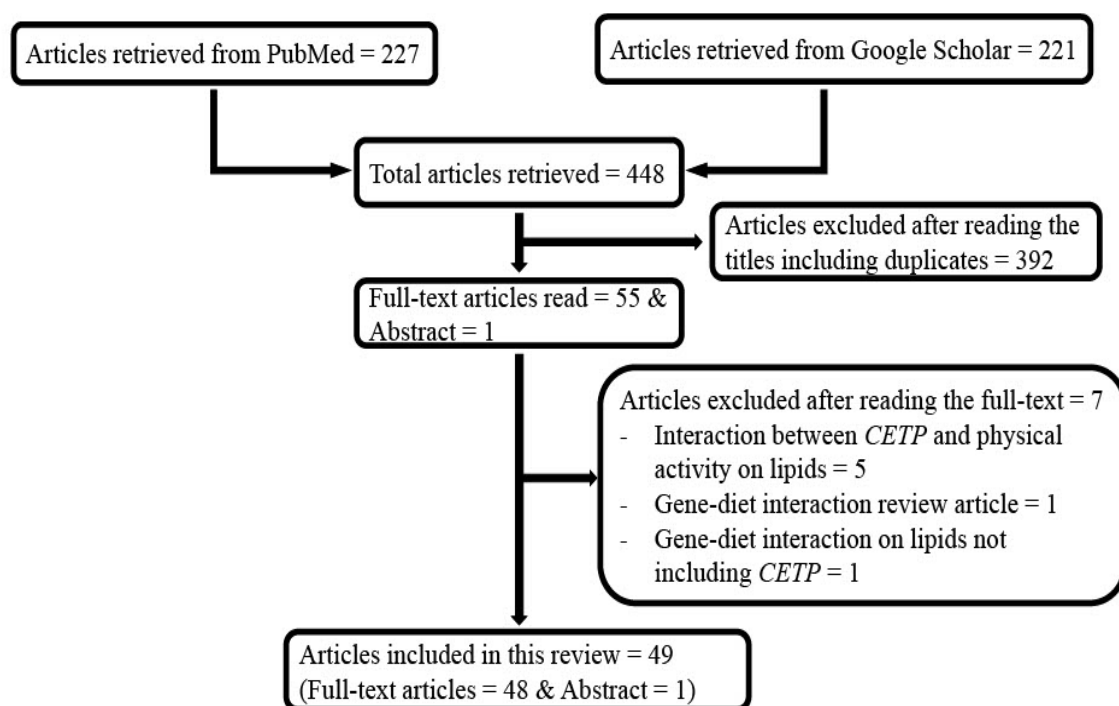 Articles retrieved from PubMed = 227
Articles retrieved from Google Scholar = 221
Total articles retrieved = 448
Articles excluded after reading the
titles including duplicates = 392
Full-text articles read = 55 &
Abstract = 1
Articles excluded after reading the full-text = 7
- Interaction between CETP and physical
activity on lipids = 5
- Gene-diet interaction review article = 1
- Gene-diet interaction on lipids not
including CETP = 1
Articles included in this review = 49
(Full-text articles = 48 & Abstract = 1)